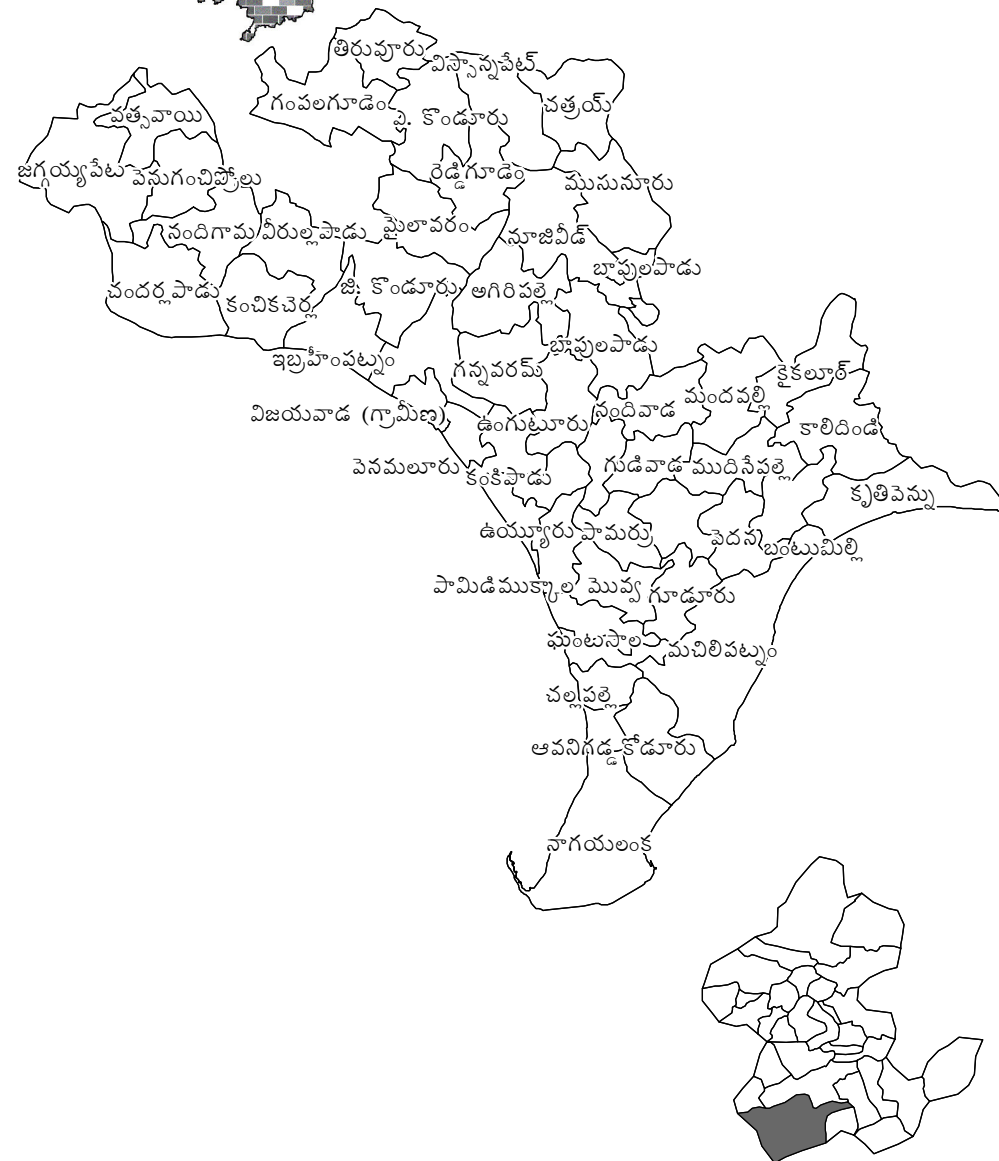 తిరువూరు
విస్సాన్నపేట్
గంపలగూడెం
చత్రయ్
వత్సవాయి
ఎ. కొండూరు
జగ్గయ్యపేట
పెనుగంచిప్రోలు
రెడ్డిగూడెం
ముసునూరు
నందిగామ
వీరుల్లపాడు
మైలావరం
నూజివీడ్
బాపులపాడు
చందర్లపాడు
కంచికచెర్ల
జి. కొండూరు
అగిరిపల్లె
ఇబ్రహీంపట్నం
గన్నవరమ్
బాపులపాడు
కైకలూర్
విజయవాడ (గ్రామీణ)
ఉంగుటూరు
నందివాడ
మందవల్లి
కాలిదిండి
పెనమలూరు
కంకిపాడు
గుడివాడ
ముదినేపల్లె
కృతివెన్ను
ఉయ్యూరు
పామర్రు
పెదన
బంటుమిల్లి
పామిడిముక్కాల
మొవ్వ
గూడూరు
ఘంటసాల
మచిలిపట్నం
చల్లపల్లె
ఆవనిగడ్డ
కోడూరు
నాగయలంక